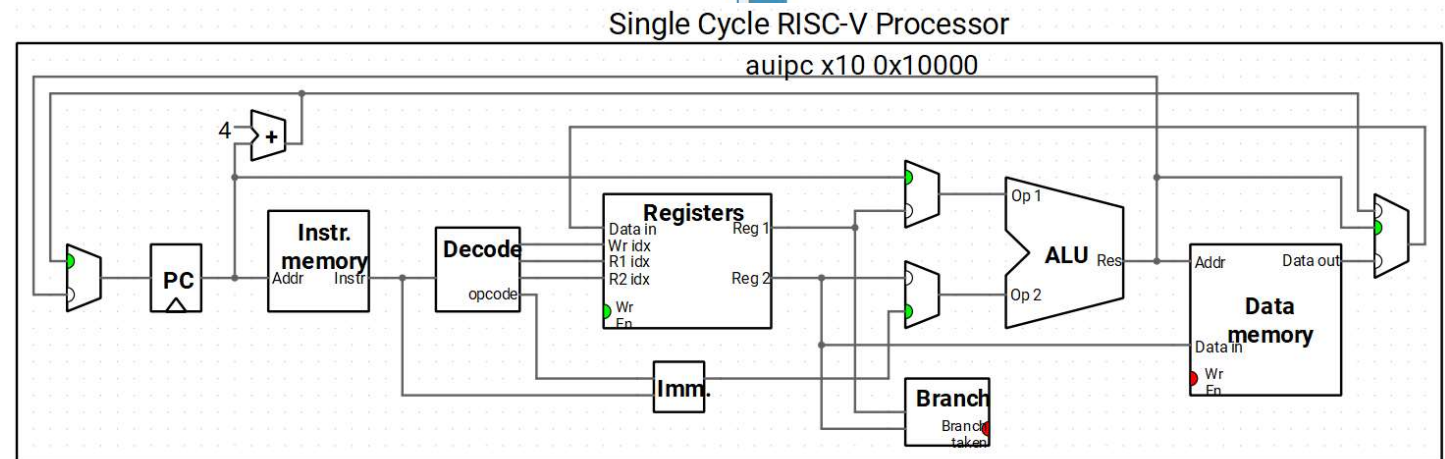 Single Cycle RISC-V Processor
auipc x10 0x10000
4
+
PC
Instr.
memory
Addr
Instr
Decode
opcode
Registers
Data in
Wr idx
R1 idx
R2 idx
Wr
En
Reg 1
Reg 2
Imm.
Op 1
Op 2
ALU
Res
Branch
Branch
taken
Addr
Data out
Data
memory
Data in
Wr
En